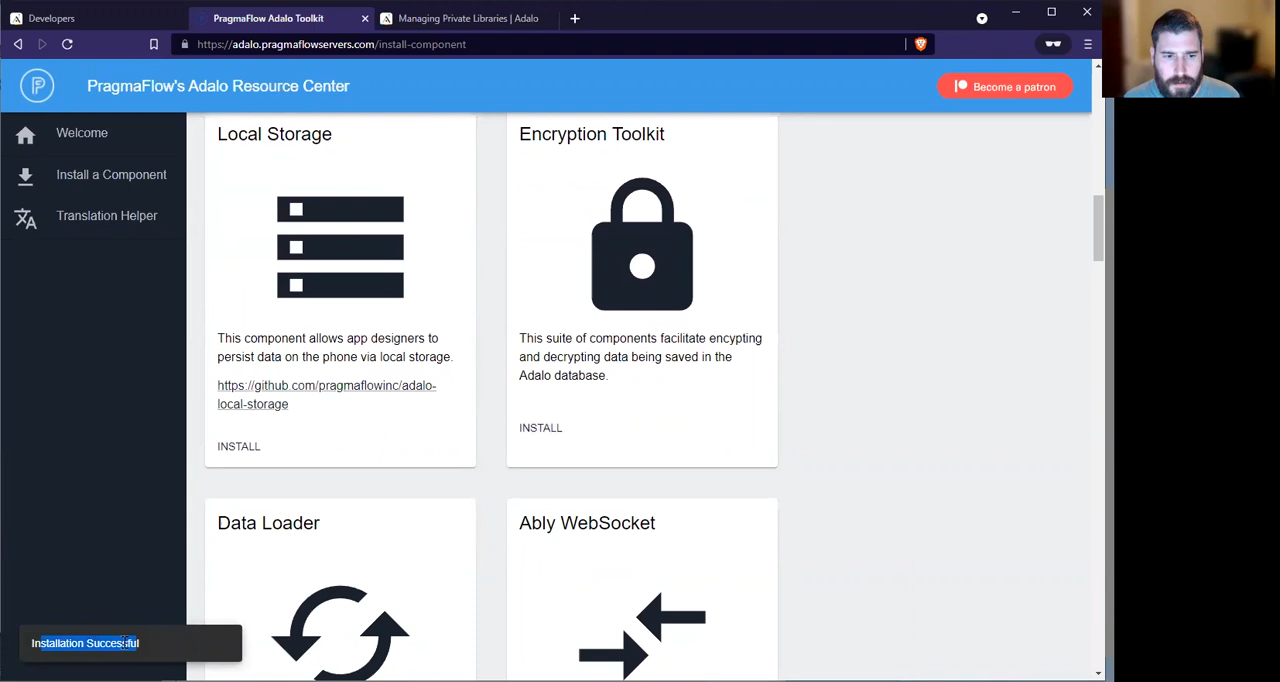 Developers
PragmaFlow Adalo Toolkit
Managing Private Libraries | Adalo
https://adalo.pragmaflowservers.com/install-component
PragmaFlow's Adalo Resource Center
Become a patron
Welcome
Install a Component
Translation Helper
Local Storage
This component allows app designers to
persist data on the phone via local storage.
https://github.com/pragmaflowinc/adalo-
local-storage
INSTALL
Encryption Toolkit
This suite of components facilitate encypting
and decrypting data being saved in the
Adalo database.
INSTALL
Data Loader
Ably WebSocket
Installation Successful